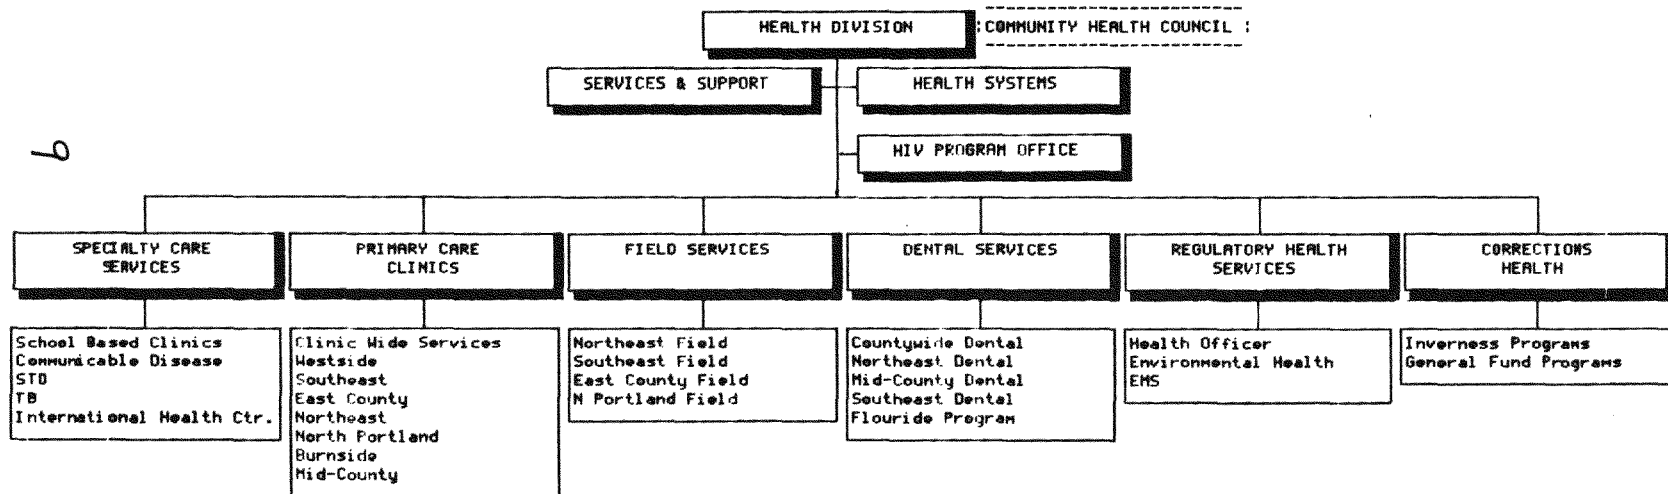 HEALTH DIVISION
COMMUNITY HEALTH COUNCIL
SERVICES & SUPPORT
HEALTH SYSTEMS
9
HIV PROGRAM OFFICE
SPECIALTY CARE
SERVICES
PRIMARY CARE
CLINICS
FIELD SERVICES
DENTAL SERVICES
REGULATORY HEALTH
SERVICES
CORRECTIONS
HEALTH
School Based Clinics
Communicable Disease
STD
TB
International Health Ctr.
Clinic Wide Services
Westside
Southeast
East County
Northeast
North Portland
Burnside
Mid-County
Northeast Field
Southeast Field
East County Field
N Portland Field
Countywide Dental
Northeast Dental
Mid-County Dental
Southeast Dental
Flouride Program
Health Officer
Environmental Health
EMS
Inverness Programs
General Fund Programs